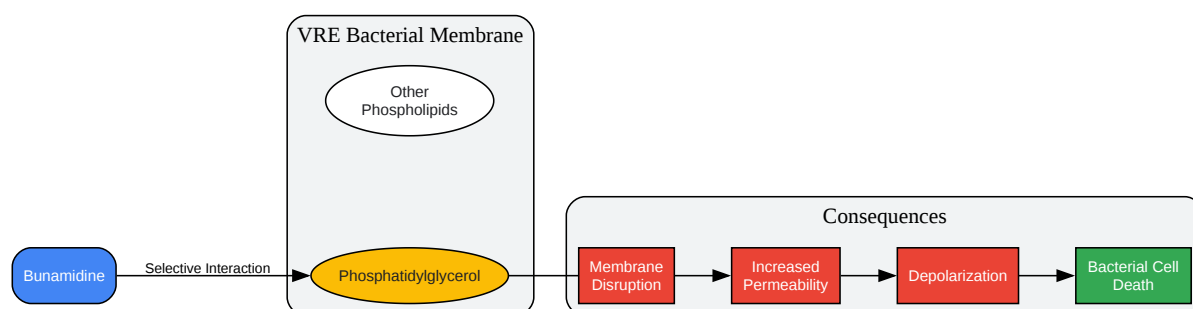 VRE Bacterial Membrane
Other
Phospholipids
Consequences
Bunamidine
Selective Interaction
Phosphatidylglycerol
Membrane
Disruption
Increased
Permeability
Depolarization
Bacterial Cell
Death